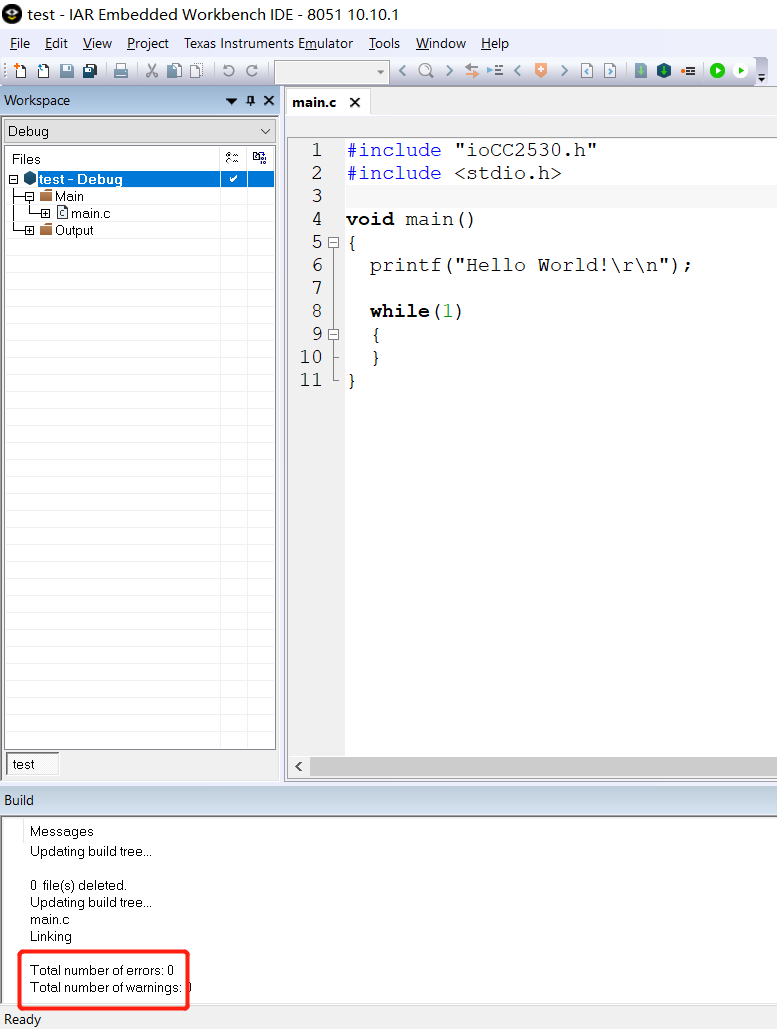 test - IAR Embedded Workbench IDE - 8051 10.10.1
File Edit View Project Texas Instruments Emulator Tools Window Help
Workspace
main.c
Debug
Files
test - Debug
Main
main.c
Output
1 #include "ioCC2530.h"
2 #include <stdio.h>
3
4 void main()
5 {
6 printf("Hello World!\r\n");
7
8 while(1)
9 {
10 }
11 }
test
Build
Messages
Updating build tree...
0 file(s) deleted.
Updating build tree...
main.c
Linking
Total number of errors: 0
Total number of warnings: 0
Ready